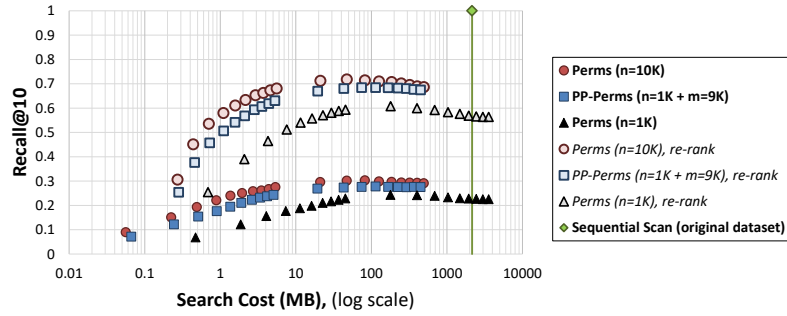 1
0.9
0.8
0.7
0.6
0.5
0.4
0.3
0.2
0.1
0
Recall@10
0.01 0.1 1 10 100 1000 10000
Search Cost (MB), (log scale)
Perms (n=10K)
PP-Perms (n=1K + m=9K)
Perms (n=1K)
Perms (n=10K), re-rank
PP-Perms (n=1K + m=9K), re-rank
Perms (n=1K), re-rank
Sequential Scan (original dataset)